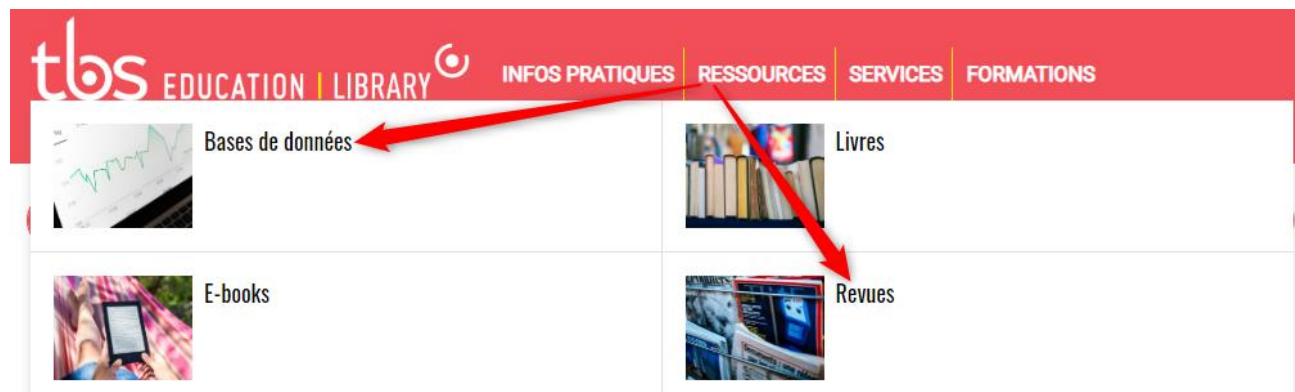 tbs EDUCATION | LIBRARY
INFOS PRATIQUES
RESSOURCES
SERVICES
FORMATIONS
Bases de données
Livres
E-books
Revues